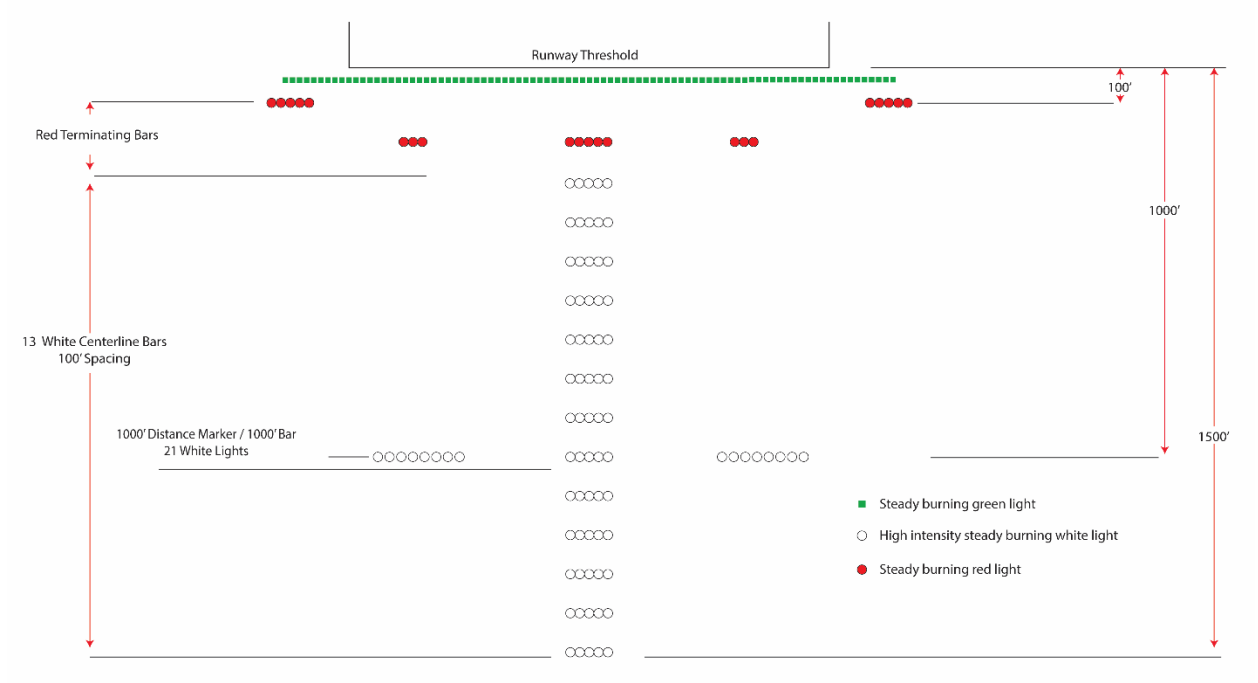 Runway Threshold
100′
Red Terminating Bars
1000′
13 White Centerline Bars
100′ Spacing
1000′ Distance Marker / 1000′ Bar
21 White Lights
1500′
Steady burning green light
High intensity steady burning white light
Steady burning red light